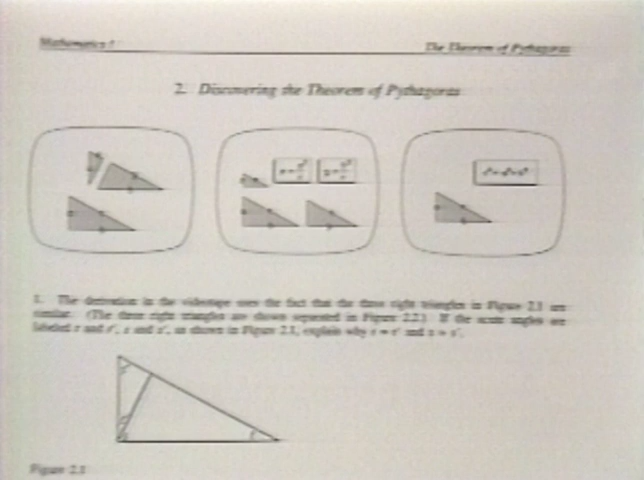 Mathematics !
The Theorem of Pythagoras
2. Discovering the Theorem of Pythagoras
1. The derivation in the videotape uses the fact that the three right triangles in Figure 2.1 are
similar. (The three right triangles are shown separated in Figure 2.2.) If the acute angles are
labeled r and r', s and s', as shown in Figure 2.1, explain why r = r' and s = s'.
Figure 2.1